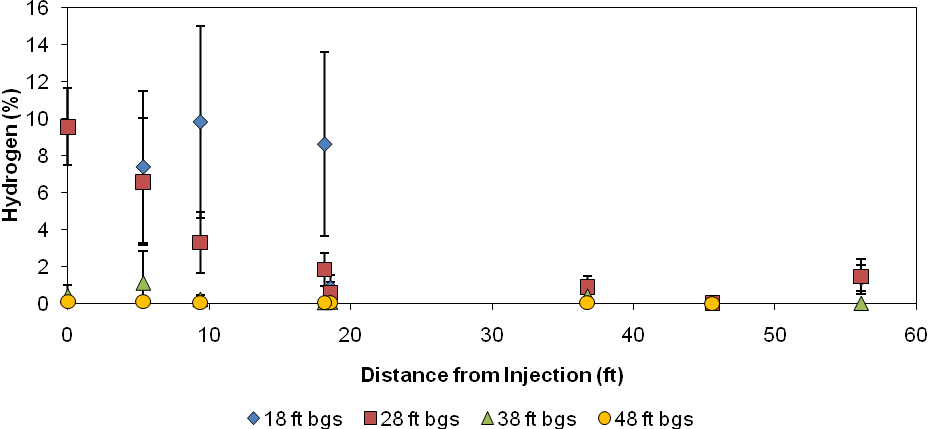 16
14
12
10
8
6
4
2
0
Hydrogen (%)
0 10 20 30 40 50 60
Distance from Injection (ft)
18 ft bgs 28 ft bgs 38 ft bgs 48 ft bgs